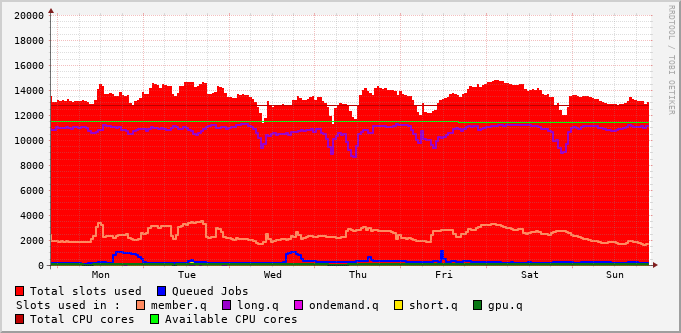 20000
18000
16000
14000
12000
10000
8000
6000
4000
2000
0
Mon Tue Wed Thu Fri Sat Sun
RRDTOOL / TOBI OETIKER
Total slots used Queued Jobs
Slots used in : member.q long.q ondemand.q short.q gpu.q
Total CPU cores Available CPU cores